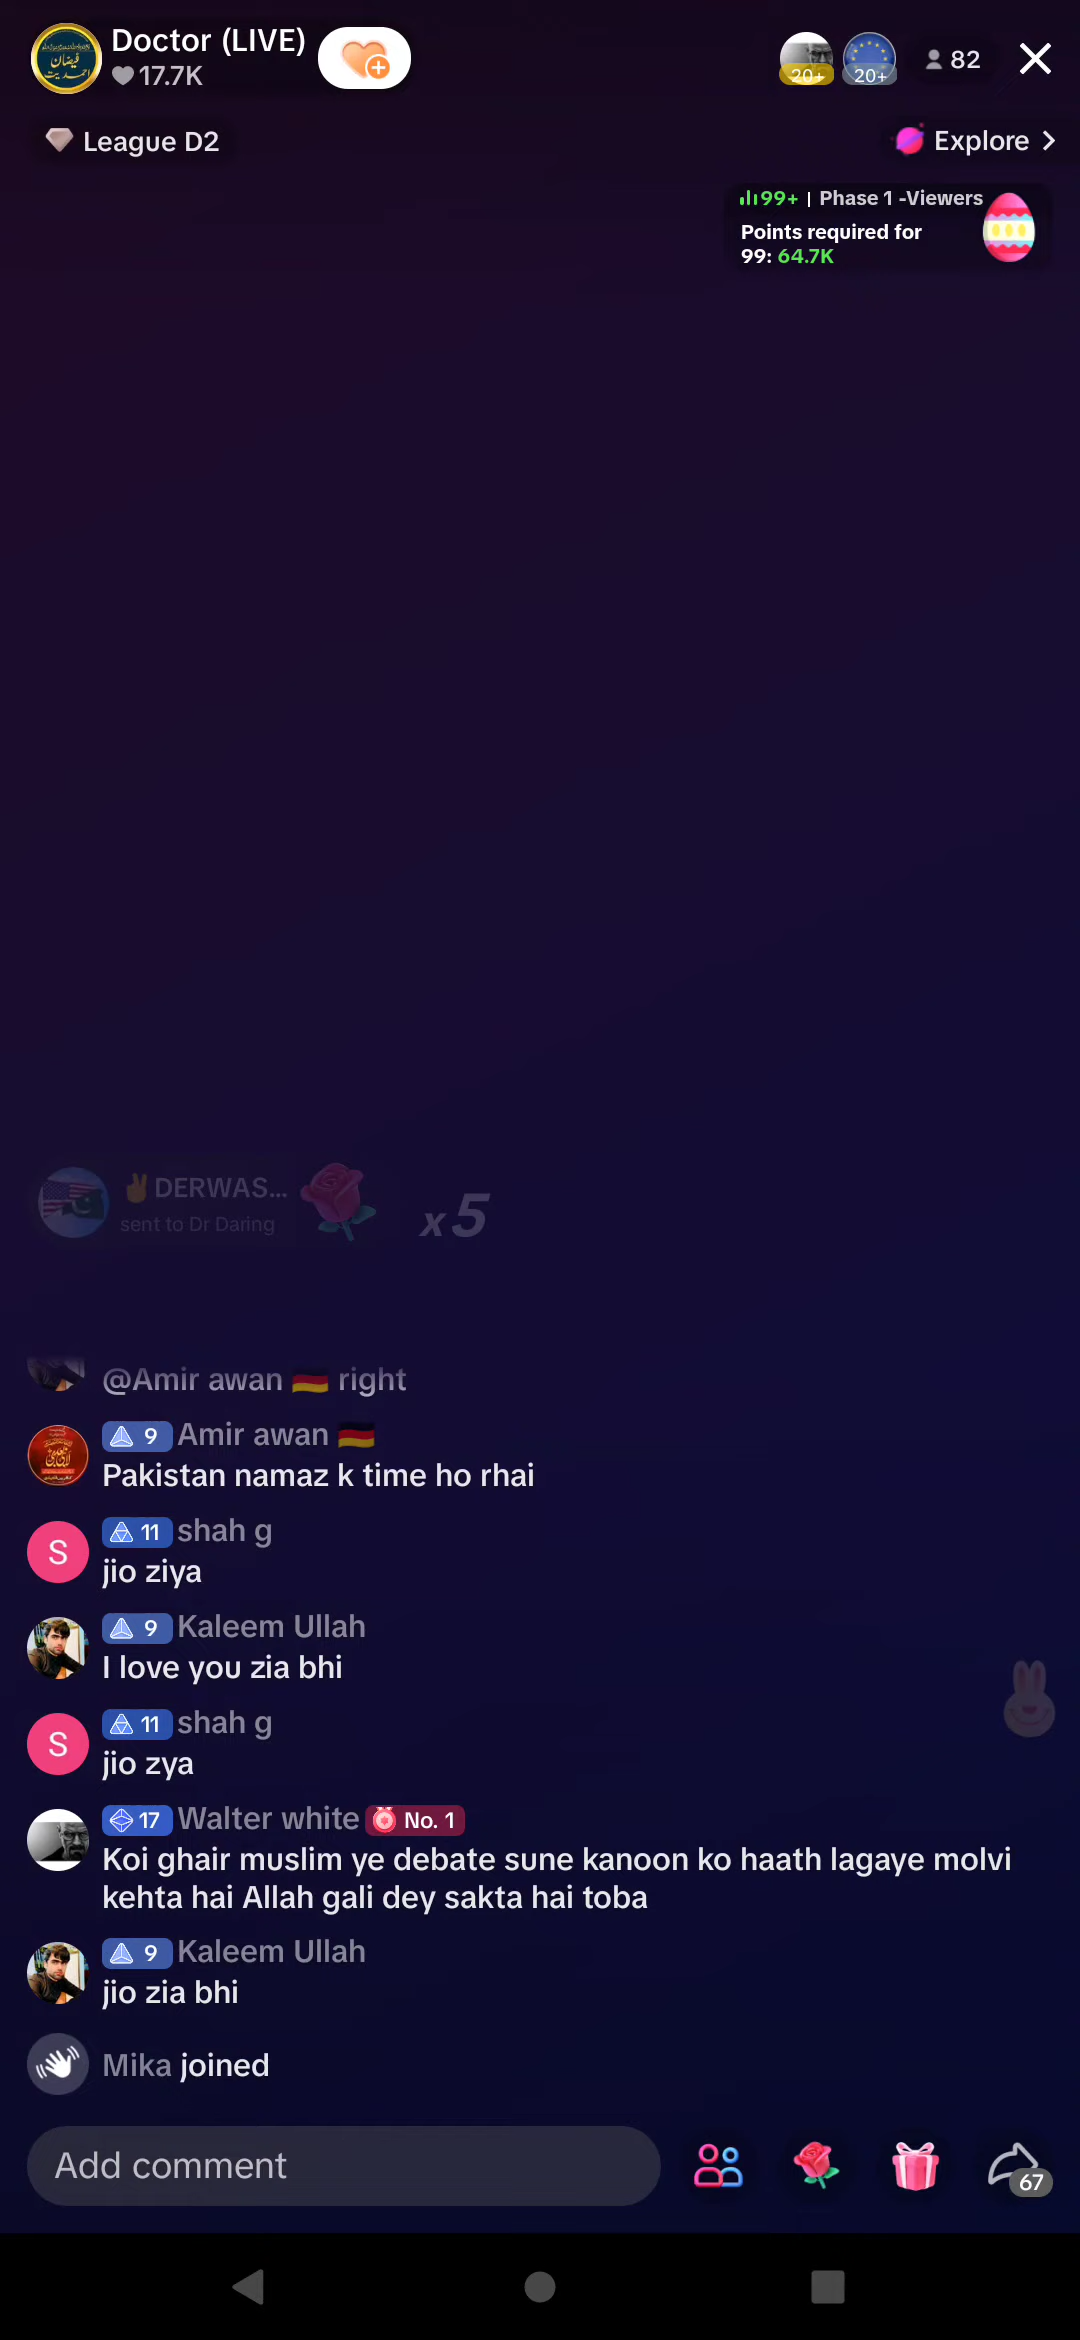 Doctor (LIVE)
17.7K
20+
20+
82
League D2
Explore
99+ | Phase 1 -Viewers
Points required for
99: 64.7K
فیضان
احمدیت
✌️DERWAS...
sent to Dr Daring
x5
@Amir awan 🇩🇪 right
9 Amir awan 🇩🇪
Pakistan namaz k time ho rhai
S
11 shah g
jio ziya
9 Kaleem Ullah
I love you zia bhi
S
11 shah g
jio zya
17 Walter white No. 1
Koi ghair muslim ye debate sune kanoon ko haath lagaye molvi
kehta hai Allah gali dey sakta hai toba
9 Kaleem Ullah
jio zia bhi
Mika joined
Add comment
67